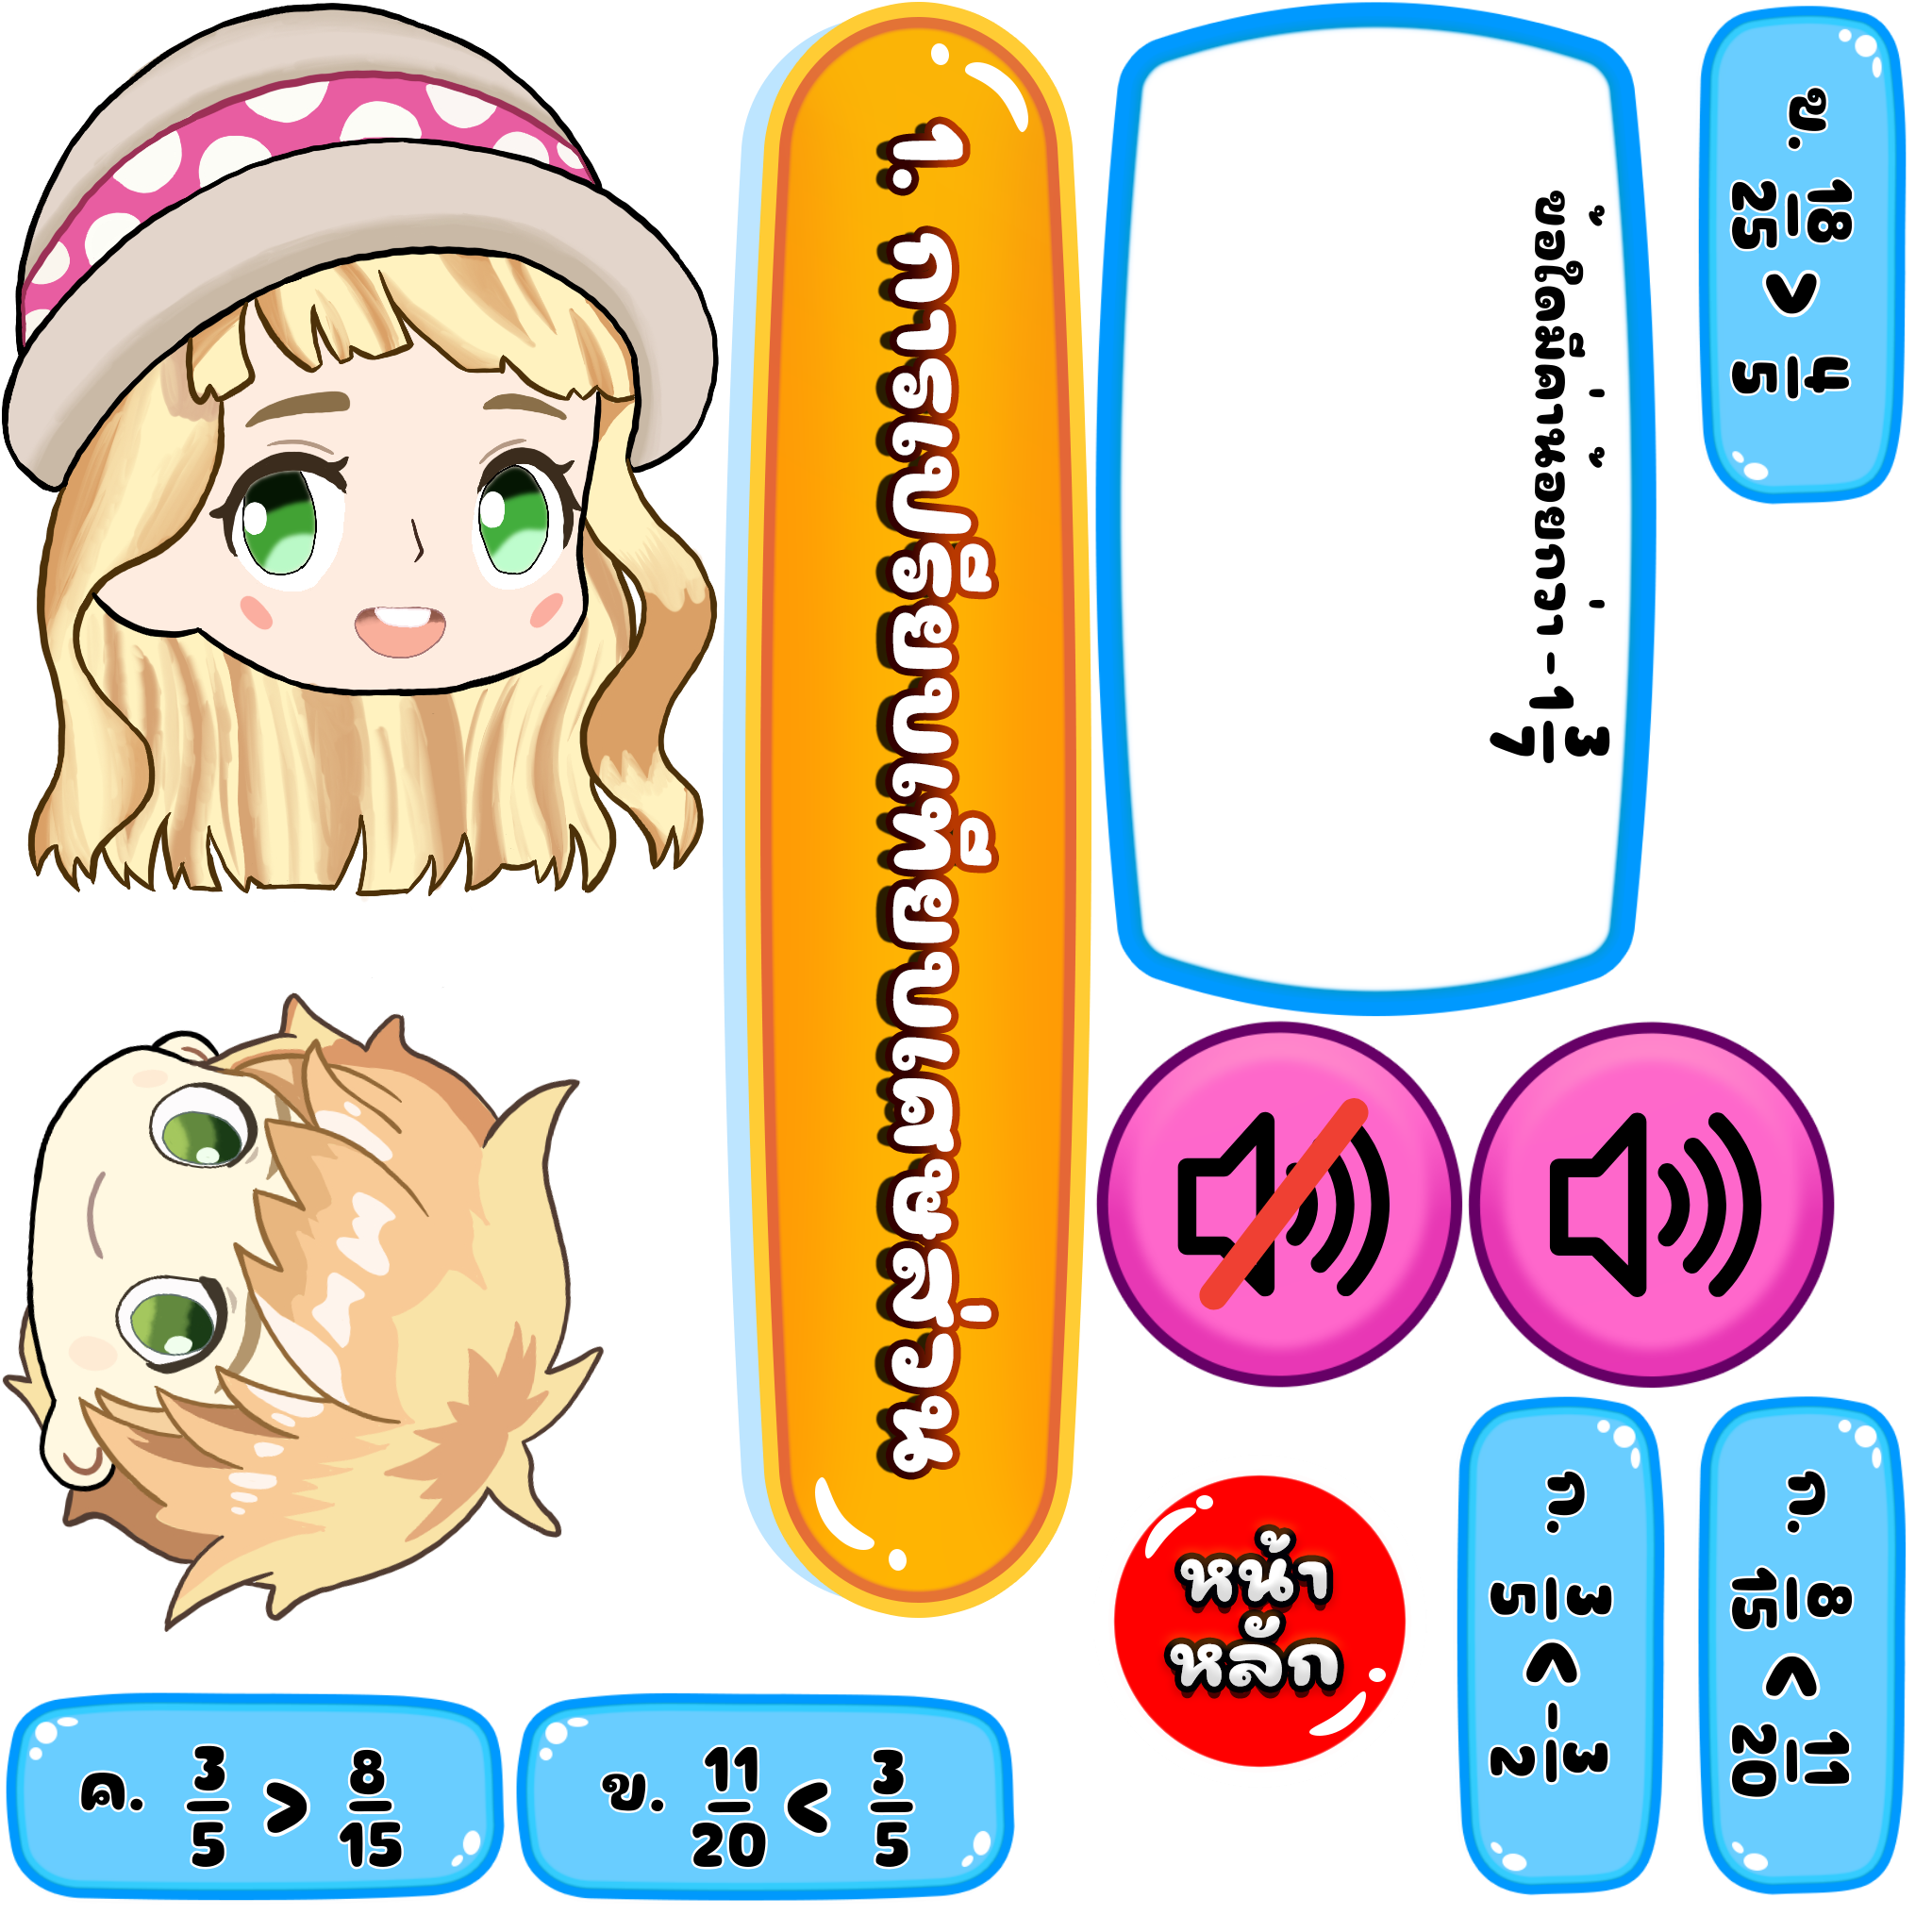 1. การเปรียบเทียบเศษส่วน
ข้อใดมีค่าน้อยกว่า - 1 3/7
ข. 18/25 > 4/5
หน้า
หลัก
ก. 3/5 < - 3/2
ก. 8/15 < 11/20
ค. 3/5 > 8/15
ข. 11/20 < 3/5